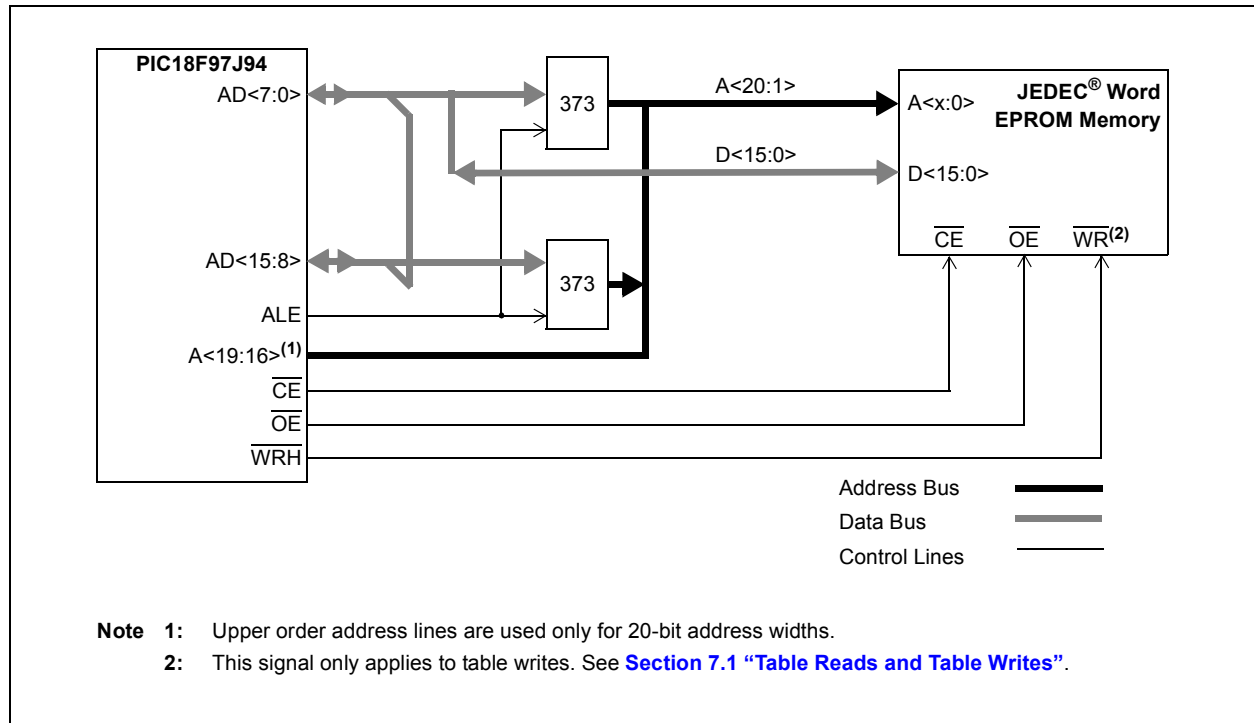 PIC18F97J94
AD<7:0>
373
A<20:1>
A<x:0>
JEDEC® Word
EPROM Memory
D<15:0>
D<15:0>
AD<15:8>
373
CE
OE
WR(2)
ALE
A<19:16>(1)
CE
OE
WRH
Address Bus
Data Bus
Control Lines
Note 1: Upper order address lines are used only for 20-bit address widths.
2: This signal only applies to table writes. See Section 7.1 “Table Reads and Table Writes”.